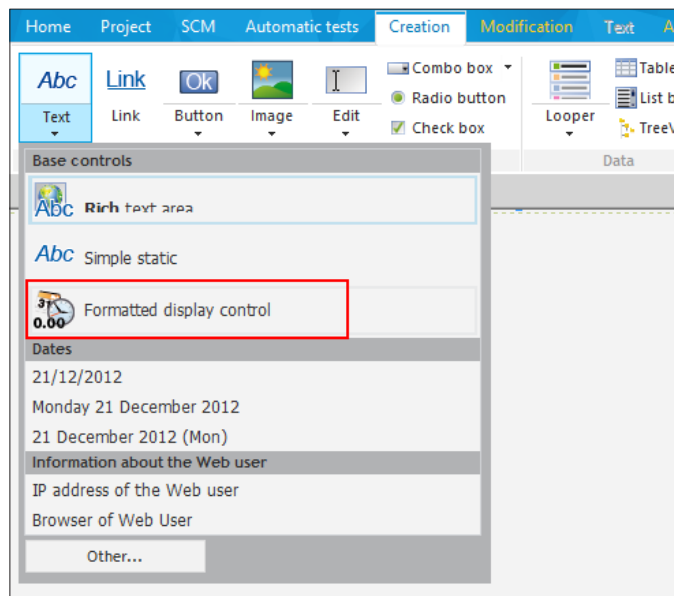 Home Project SCM Automatic tests Creation Modification Text A
Abc Link Ok Combo box Table
Radio button List b
Text Link Button Image Edit Check box Looper TreeV
Base controls Data
Abc Rich text area
Abc Simple static
31
0.00 Formatted display control
Dates
21/12/2012
Monday 21 December 2012
21 December 2012 (Mon)
Information about the Web user
IP address of the Web user
Browser of Web User
Other...